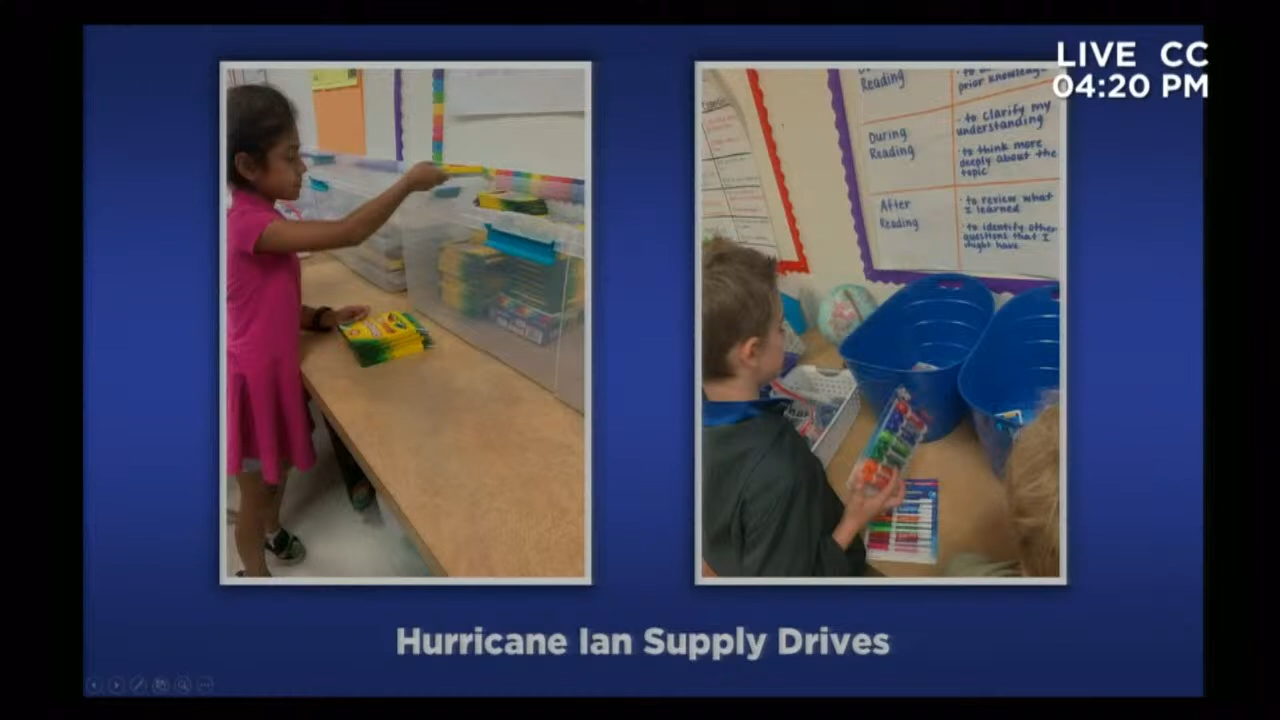 LIVE CC
04:20 PM
Reading
prior knowledge
During
Reading
· to clarify my
understanding
· to think more
deeply about the
topic
After
Reading
· to review what
I learned
· to identify other
questions that I
might have
Hurricane Ian Supply Drives